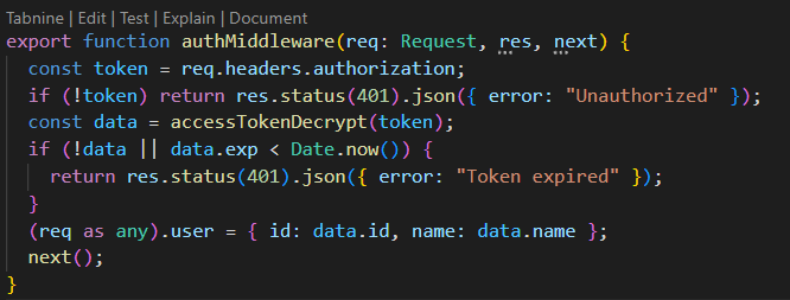 Tabnine | Edit | Test | Explain | Document
export function authMiddleware(req: Request, res, next) {
  const token = req.headers.authorization;
  if (!token) return res.status(401).json({ error: "Unauthorized" });
  const data = accessTokenDecrypt(token);
  if (!data || data.exp < Date.now()) {
    return res.status(401).json({ error: "Token expired" });
  }
  (req as any).user = { id: data.id, name: data.name };
  next();
}